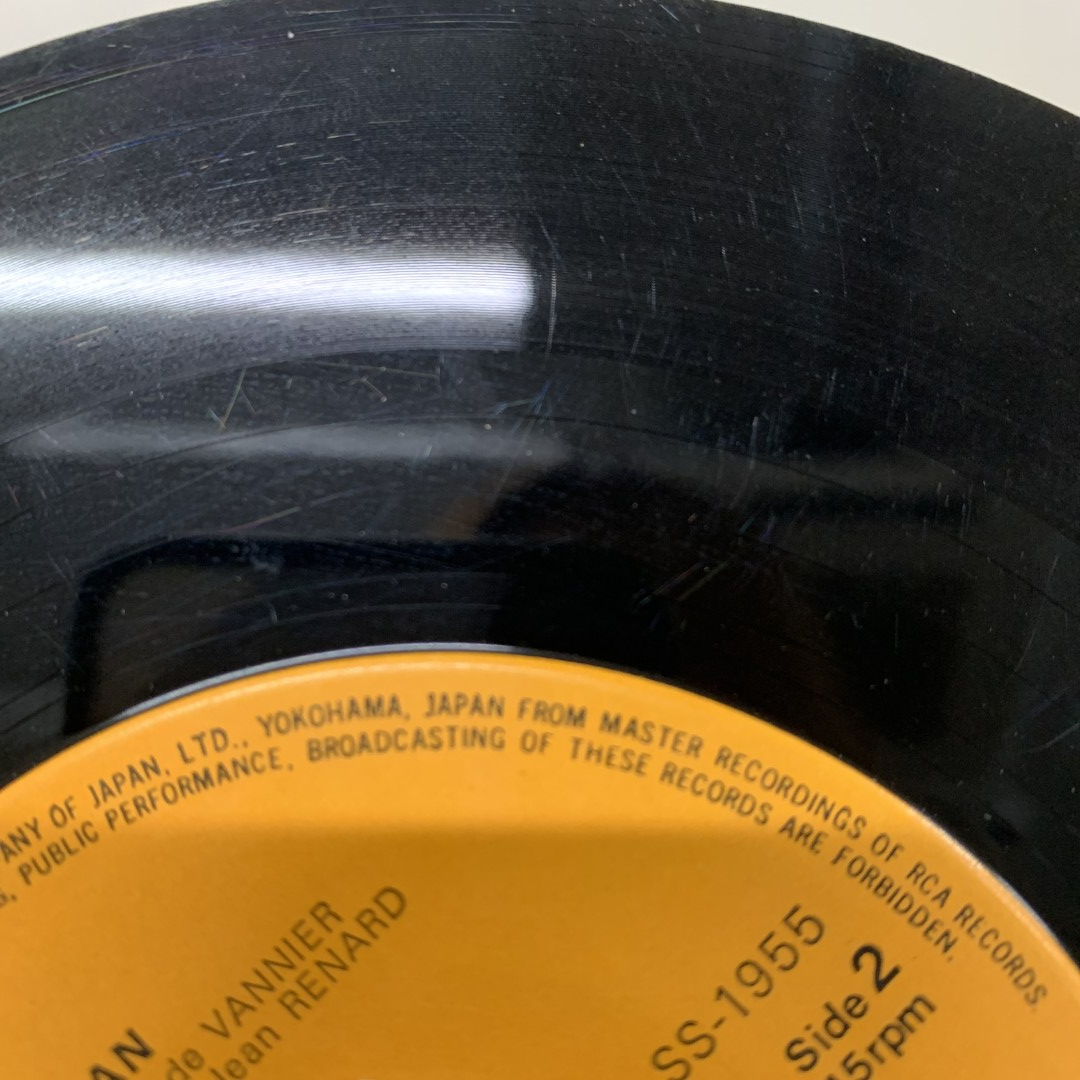 ANY OF JAPAN, LTD., YOKOHAMA, JAPAN FROM MASTER RECORDINGS OF RCA RECORDS.
PUBLIC PERFORMANCE, BROADCASTING OF THESE RECORDS ARE FORBIDDEN.
AN
de VANNIER
Jean RENARD
SS-1955
Side 2
45rpm